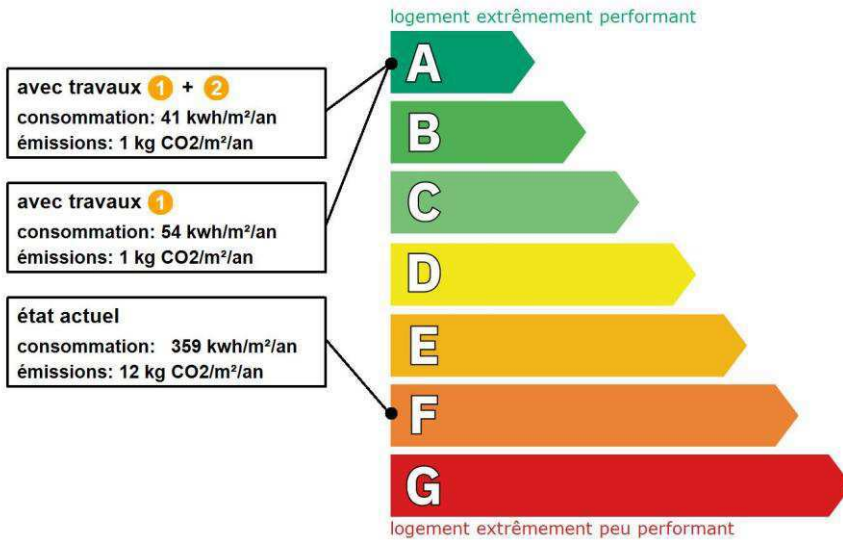 logement extrêmement performant
avec travaux 1 + 2
consommation: 41 kwh/m²/an
émissions: 1 kg CO2/m²/an
avec travaux 1
consommation: 54 kwh/m²/an
émissions: 1 kg CO2/m²/an
état actuel
consommation: 359 kwh/m²/an
émissions: 12 kg CO2/m²/an
A
B
C
D
E
F
G
logement extrêmement peu performant